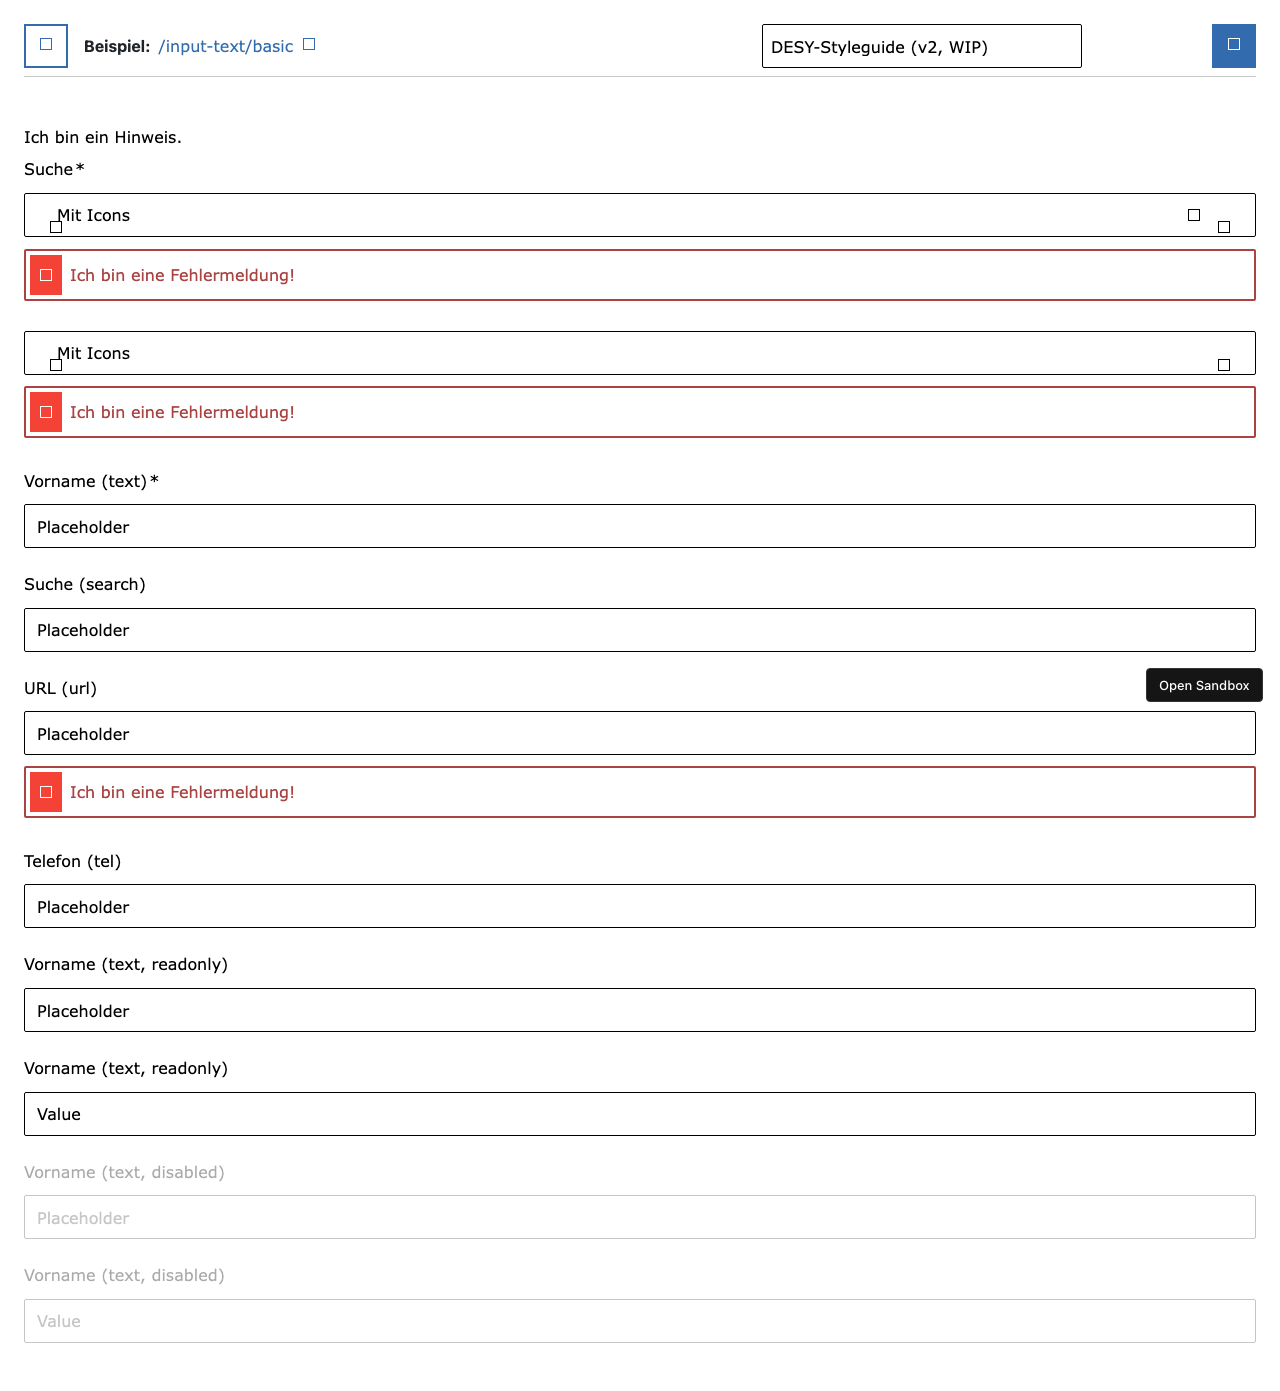 Beispiel: /input-text/basic
DESY-Styleguide (v2, WIP)
Ich bin ein Hinweis.
Suche*
Mit Icons
Ich bin eine Fehlermeldung!
Mit Icons
Ich bin eine Fehlermeldung!
Vorname (text)*
Placeholder
Suche (search)
Placeholder
URL (url)
Open Sandbox
Placeholder
Ich bin eine Fehlermeldung!
Telefon (tel)
Placeholder
Vorname (text, readonly)
Placeholder
Vorname (text, readonly)
Value
Vorname (text, disabled)
Placeholder
Vorname (text, disabled)
Value